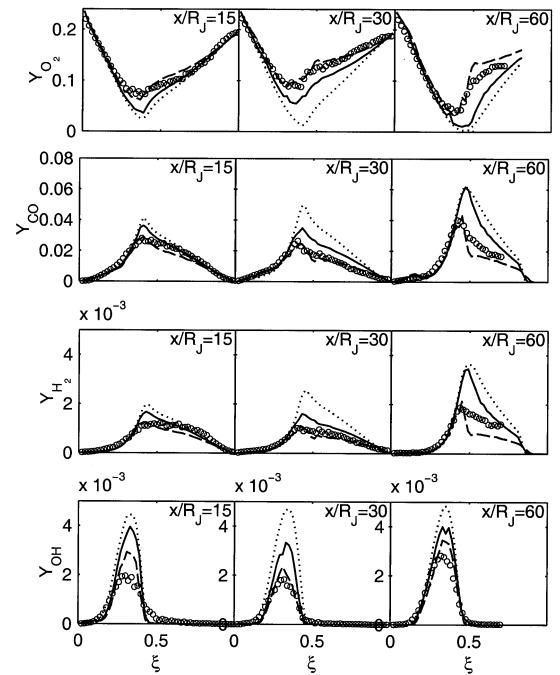 x/R_J=15 x/R_J=30 x/R_J=60
0.2
Y_O₂ 0.1
0
0.08 x/R_J=15 x/R_J=30 x/R_J=60
0.06
Y_CO 0.04
0.02
0
x 10⁻³
x/R_J=15 x/R_J=30 x/R_J=60
4
Y_H₂ 2
0
x 10⁻³ x 10⁻³ x 10⁻³
x/R_J=15 x/R_J=30 x/R_J=60
4 4 4
Y_OH 2 2 2
0 0 0
0 0.5 0 0.5 0 0.5
ξ ξ ξ